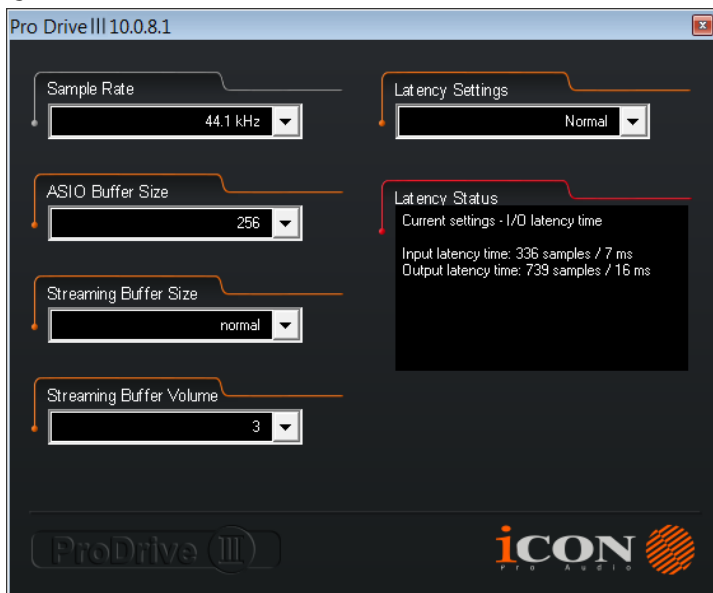 Pro Drive III 10.0.8.1
Sample Rate
44.1 kHz
ASIO Buffer Size
256
Streaming Buffer Size
normal
Streaming Buffer Volume
3
Latency Settings
Normal
Latency Status
Current settings - I/O latency time
Input latency time: 336 samples / 7 ms
Output latency time: 739 samples / 16 ms
ProDrive III
iCON
Pro Audio